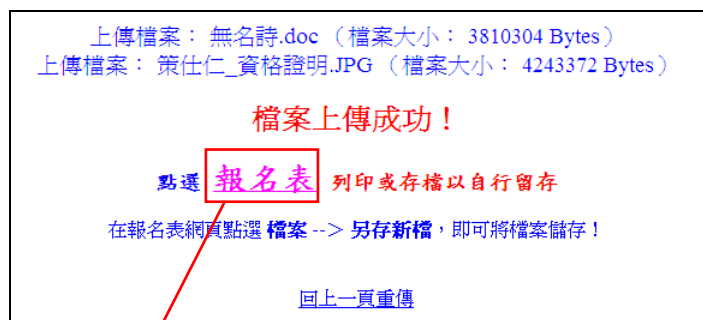 上傳檔案： 無名詩.doc （檔案大小： 3810304 Bytes）
上傳檔案： 策仕仁_資格證明.JPG （檔案大小： 4243372 Bytes）
檔案上傳成功！
點選 報名表 列印或存檔以自行留存
在報名表網頁點選 檔案 --> 另存新檔，即可將檔案儲存！
回上一頁重傳